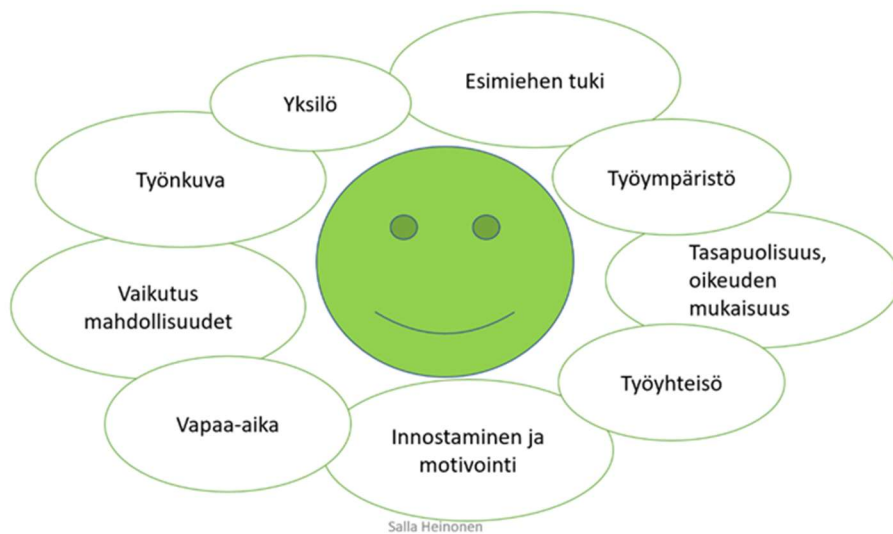 Esimiehen tuki
Yksilö
Työnkuva
Työympäristö
Tasapuolisuus,
oikeuden
mukaisuus
Vaikutus
mahdollisuudet
Työyhteisö
Vapaa-aika
Innostaminen ja
motivointi
Salla Heinonen